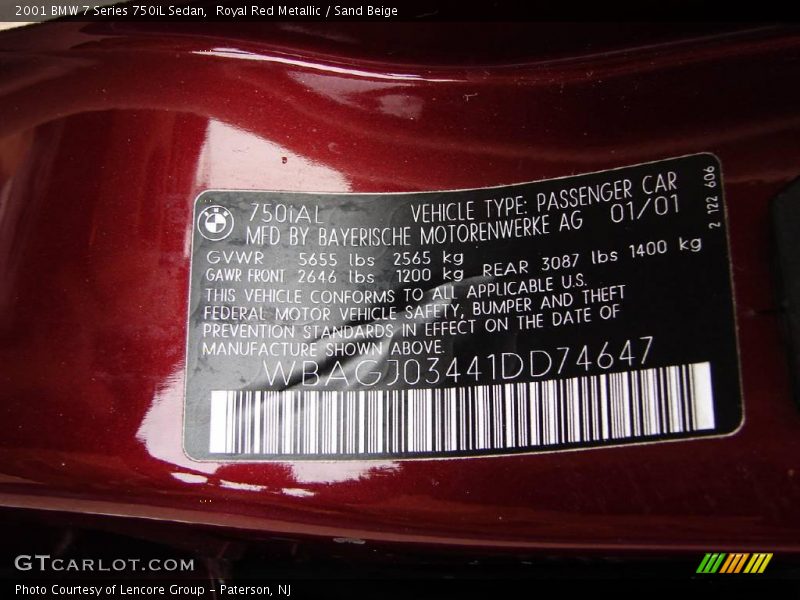 2001 BMW 7 Series 750iL Sedan,  Royal Red Metallic / Sand Beige
750iAL VEHICLE TYPE: PASSENGER CAR
MFD BY BAYERISCHE MOTORENWERKE AG 01/01
GVWR 5655 lbs 2565 kg
GAWR FRONT 2646 lbs 1200 kg REAR 3087 lbs 1400 kg
THIS VEHICLE CONFORMS TO ALL APPLICABLE U.S.
FEDERAL MOTOR VEHICLE SAFETY, BUMPER AND THEFT
PREVENTION STANDARDS IN EFFECT ON THE DATE OF
MANUFACTURE SHOWN ABOVE.
WBAGJ03441DD74647
2 122 606
GTCARLOT.COM
Photo Courtesy of Lencore Group - Paterson, NJ